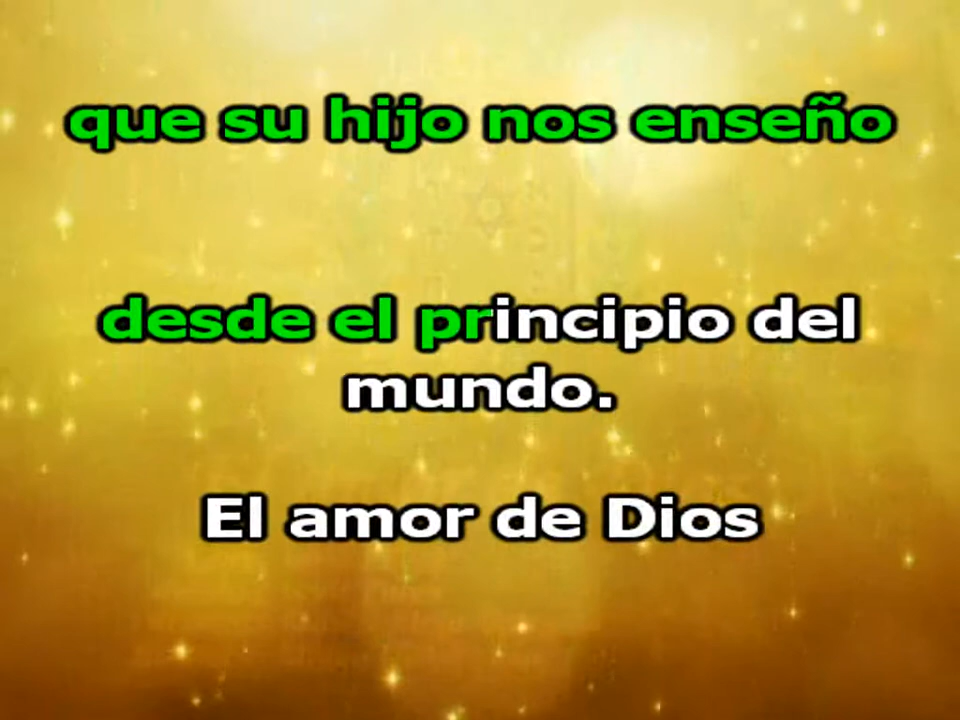 que su hijo nos enseño
desde el principio del
mundo.
El amor de Dios